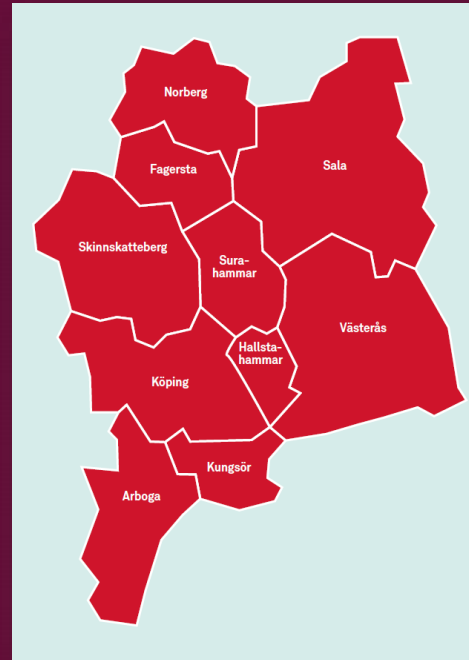 Norberg
Fagersta
Sala
Skinnskatteberg
Sura-
hammar
Västerås
Hallsta-
hammar
Köping
Kungsör
Arboga